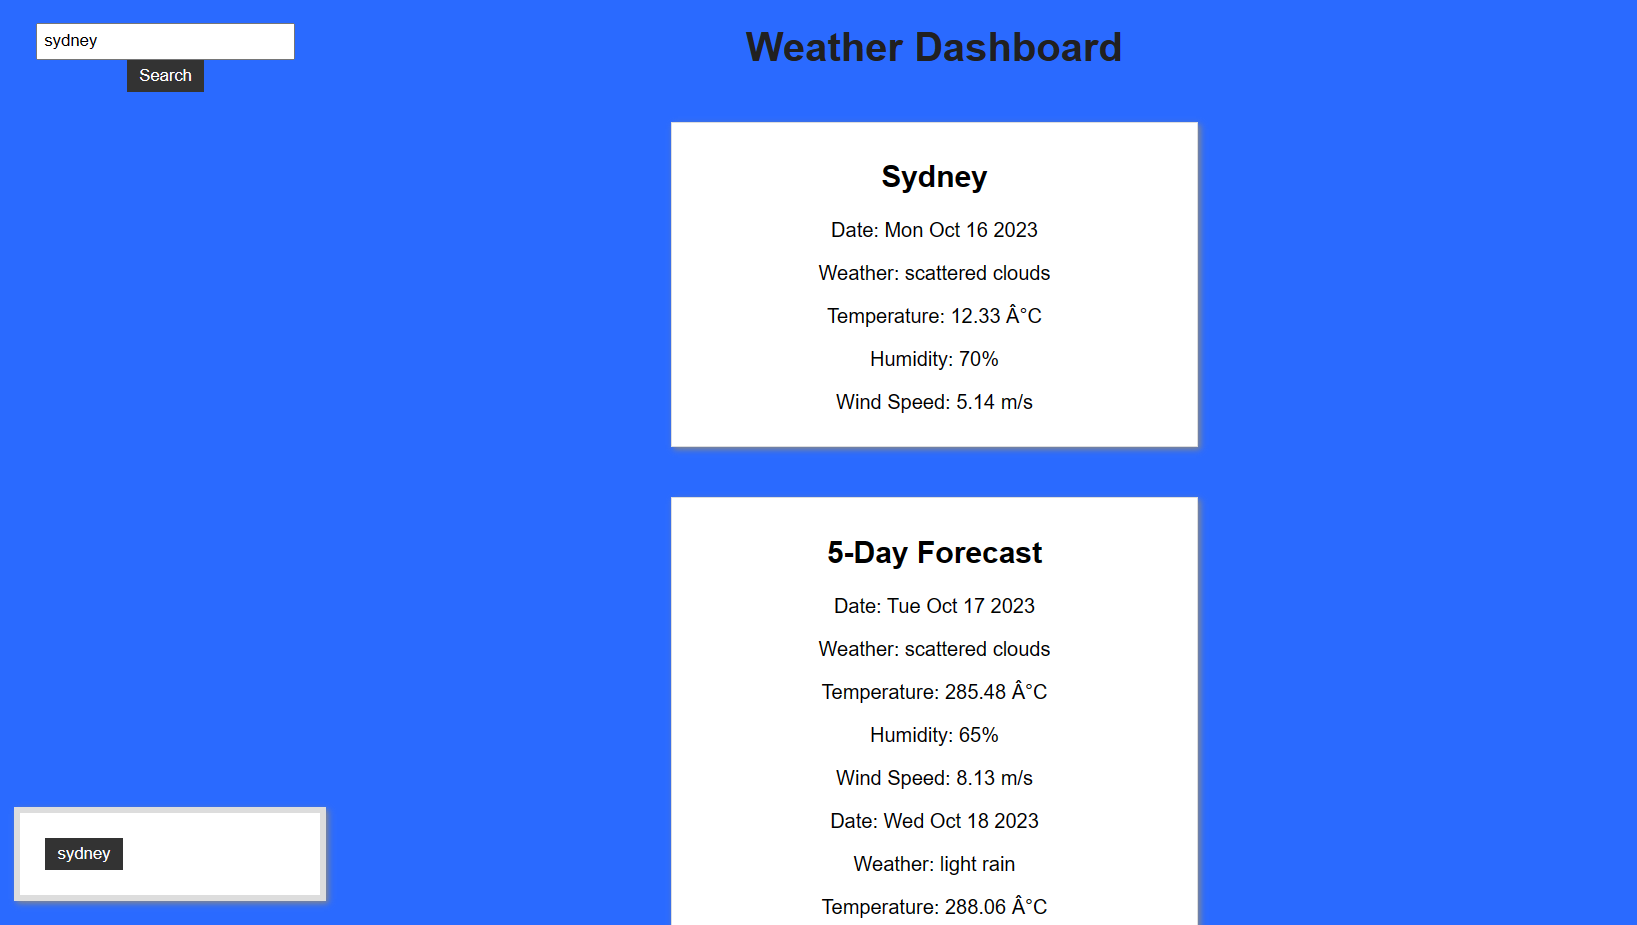 sydney
Search
Weather Dashboard
Sydney
Date: Mon Oct 16 2023
Weather: scattered clouds
Temperature: 12.33 Â°C
Humidity: 70%
Wind Speed: 5.14 m/s
5-Day Forecast
Date: Tue Oct 17 2023
Weather: scattered clouds
Temperature: 285.48 Â°C
Humidity: 65%
Wind Speed: 8.13 m/s
Date: Wed Oct 18 2023
Weather: light rain
Temperature: 288.06 Â°C
sydney